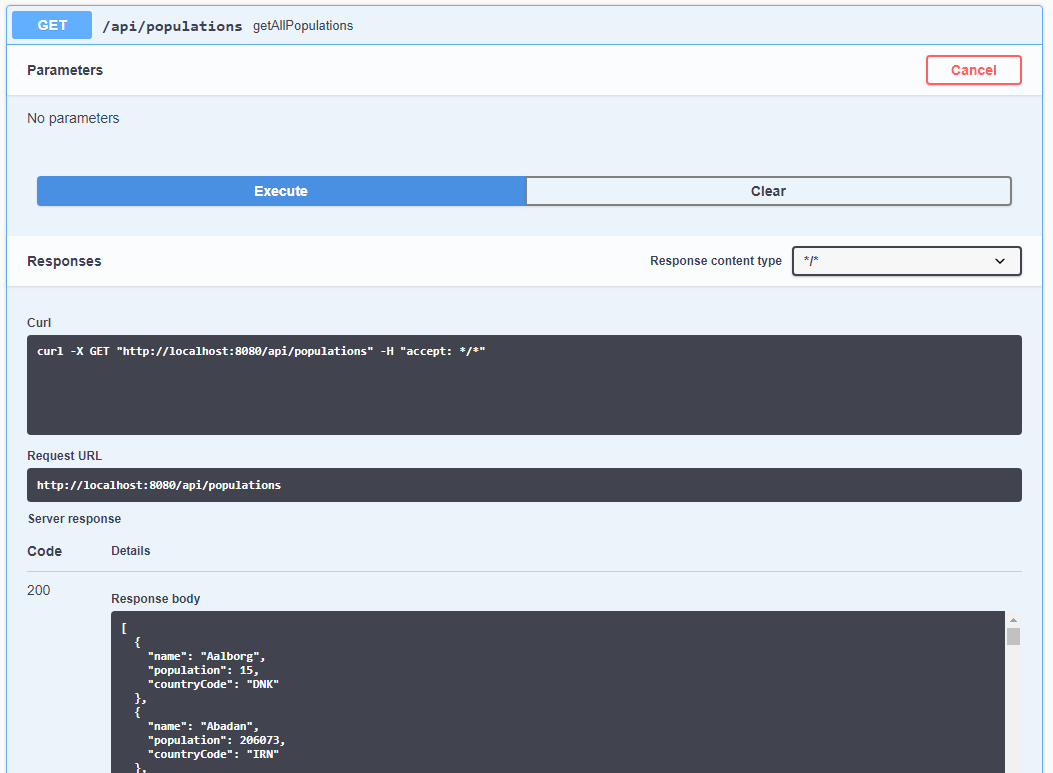 GET /api/populations getAllPopulations
Parameters Cancel
No parameters
Execute Clear
Responses Response content type */*
Curl
curl -X GET "http://localhost:8080/api/populations" -H "accept: */*"
Request URL
http://localhost:8080/api/populations
Server response
Code Details
200
Response body
[
{
"name": "Aalborg",
"population": 15,
"countryCode": "DNK"
},
{
"name": "Abadan",
"population": 206073,
"countryCode": "IRN"
},